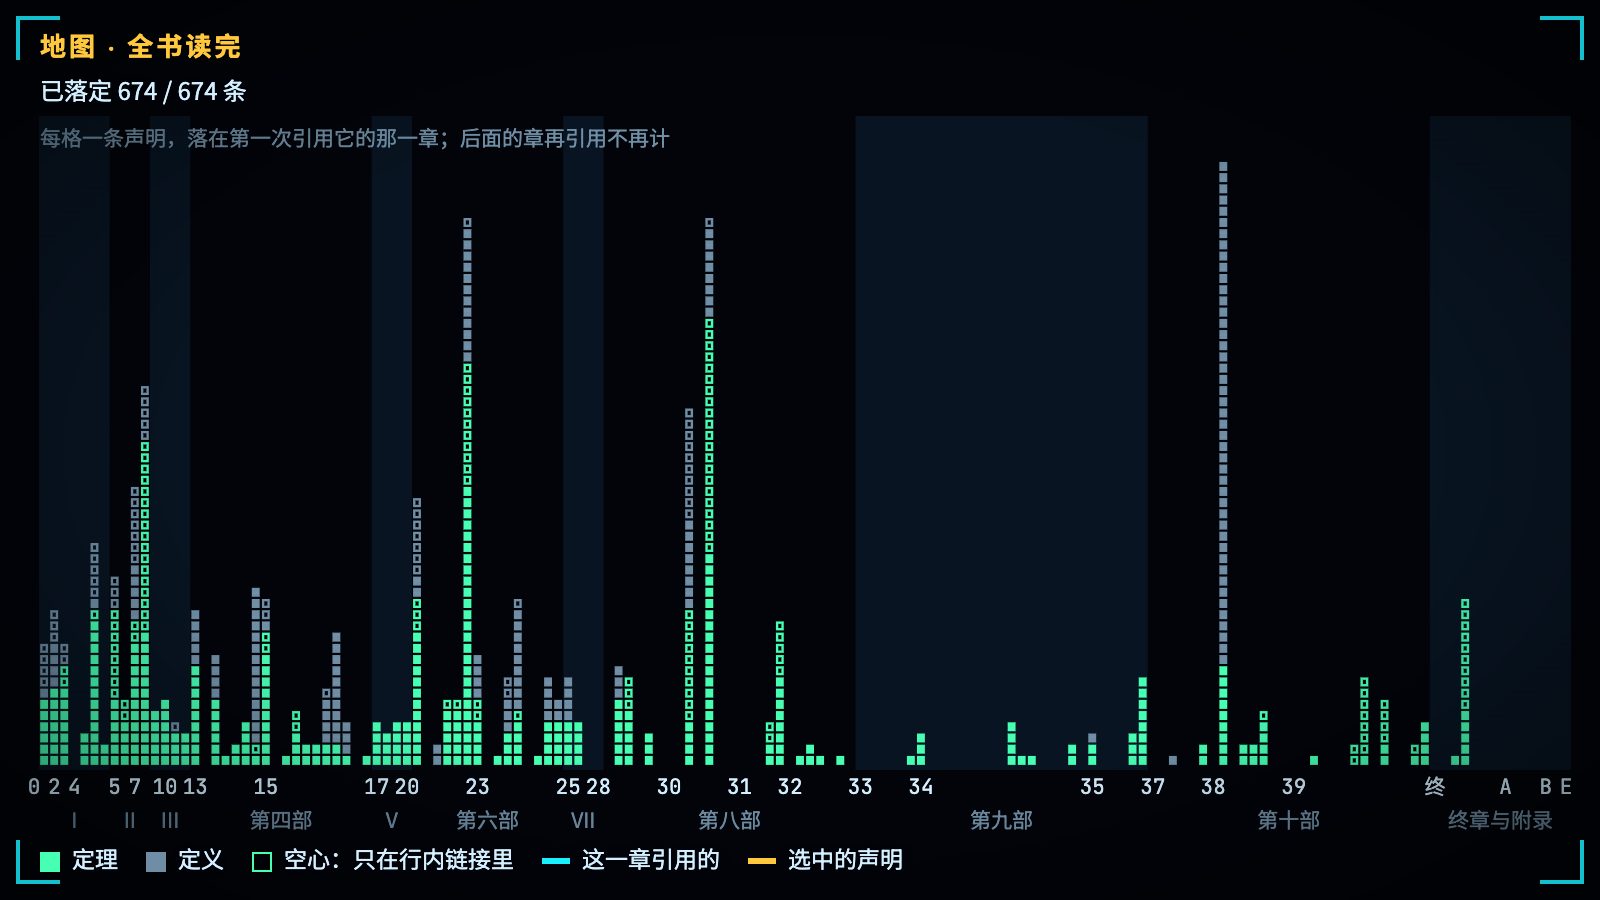 地图 · 全书读完
已落定 674 / 674 条
每格一条声明，落在第一次引用它的那一章；后面的章再引用不再计
0 2 4 5 7 10 13 15 17 20 23 25 28 30 31 32 33 34 35 37 38 39 终 A B E
I II III 第四部 V 第六部 VII 第八部 第九部 第十部 终章与附录
定理 定义 空心：只在行内链接里 这一章引用的 选中的声明